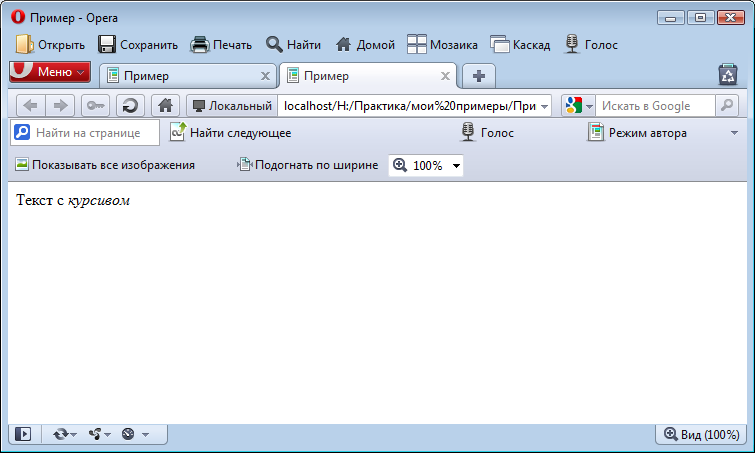 Пример - Opera
Открыть Сохранить Печать Найти Домой Мозаика Каскад Голос
Меню Пример Пример
Локальный localhost/H:/Практика/мои%20примеры/При Искать в Google
Найти на странице Найти следующее Голос Режим автора
Показывать все изображения Подогнать по ширине 100%
Текст с курсивом
Вид (100%)